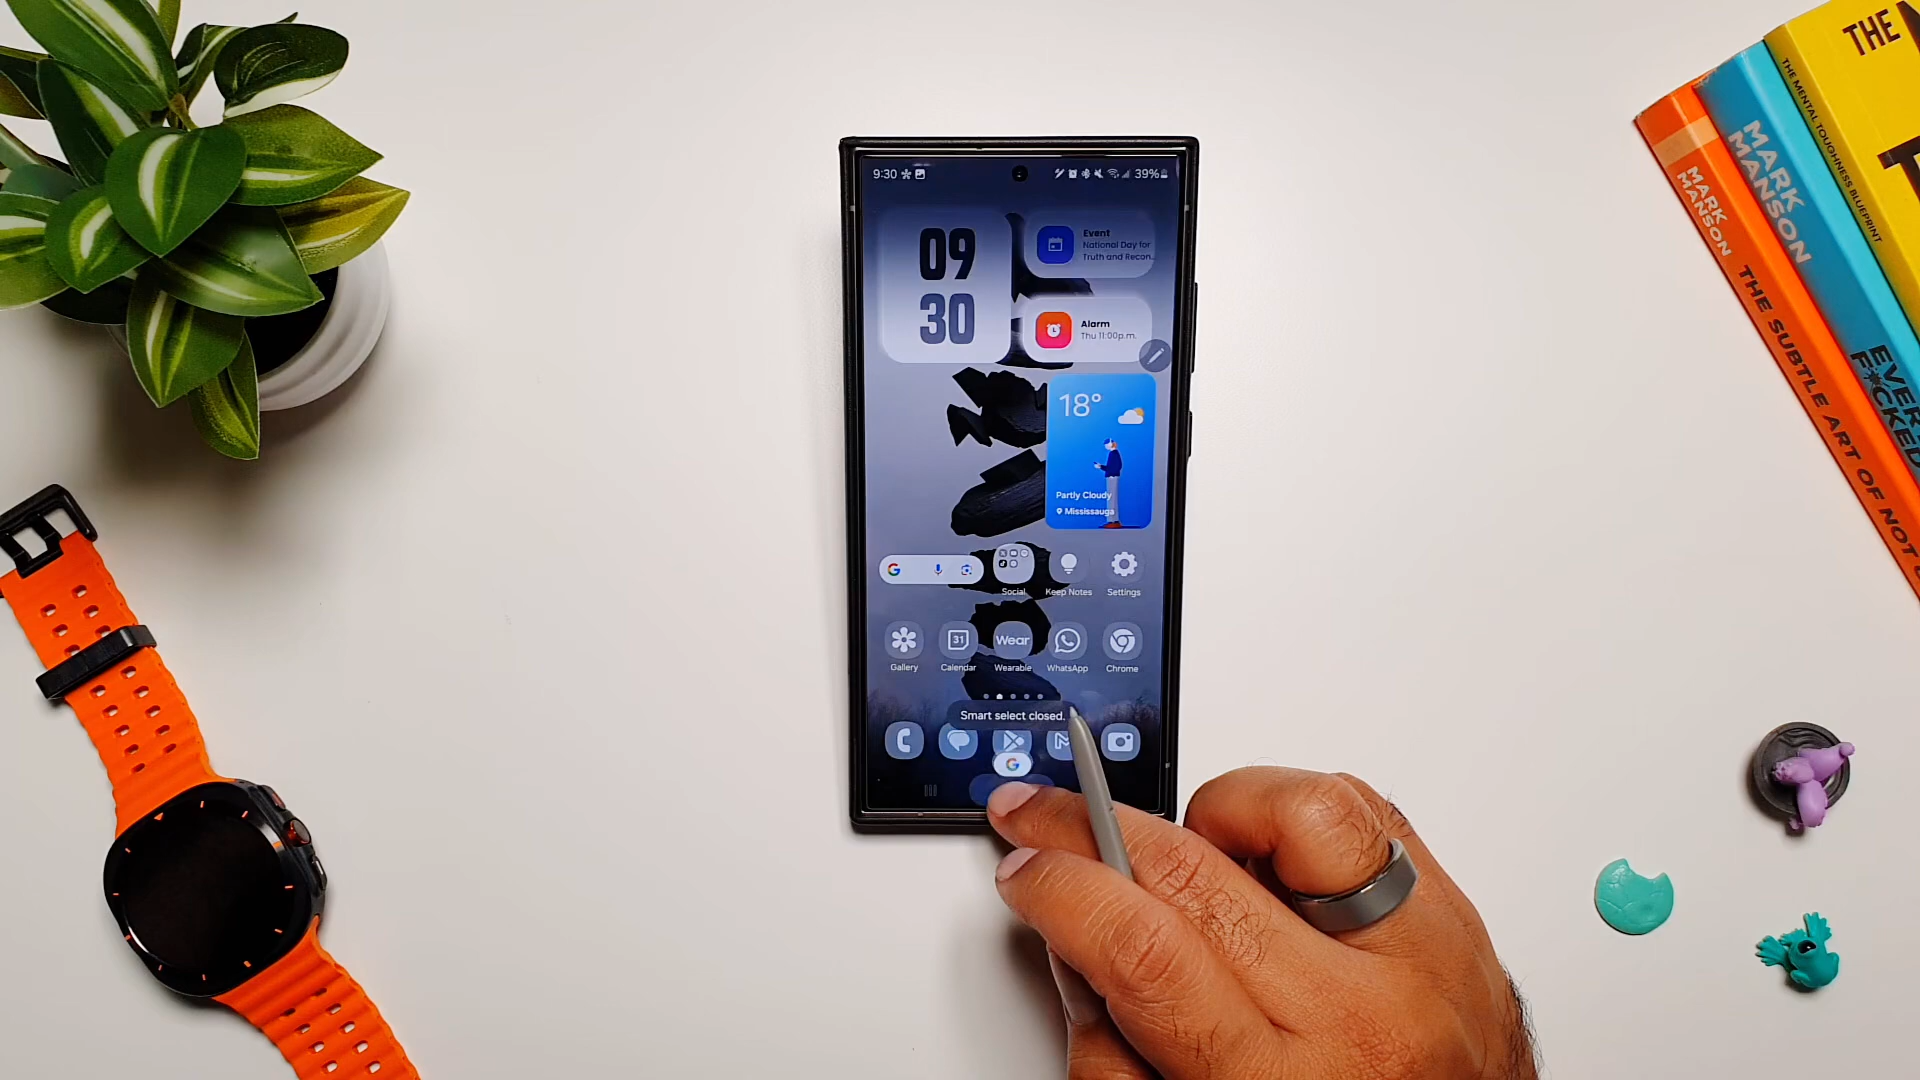 9:30
39%
09
30
Event
National Day for
Truth and Recon...
Alarm
Thu 11:00p.m.
18°
Partly Cloudy
Mississauga
G
Social
Keep Notes
Settings
31
Wear
Gallery
Calendar
Wearable
WhatsApp
Chrome
Smart select closed.
G
MARK
MANSON
THE SUBTLE ART OF NOT
MARK
MANSON
EVER
F*CKED
THE MENTAL TOUGHNESS BLUEPRINT
THE